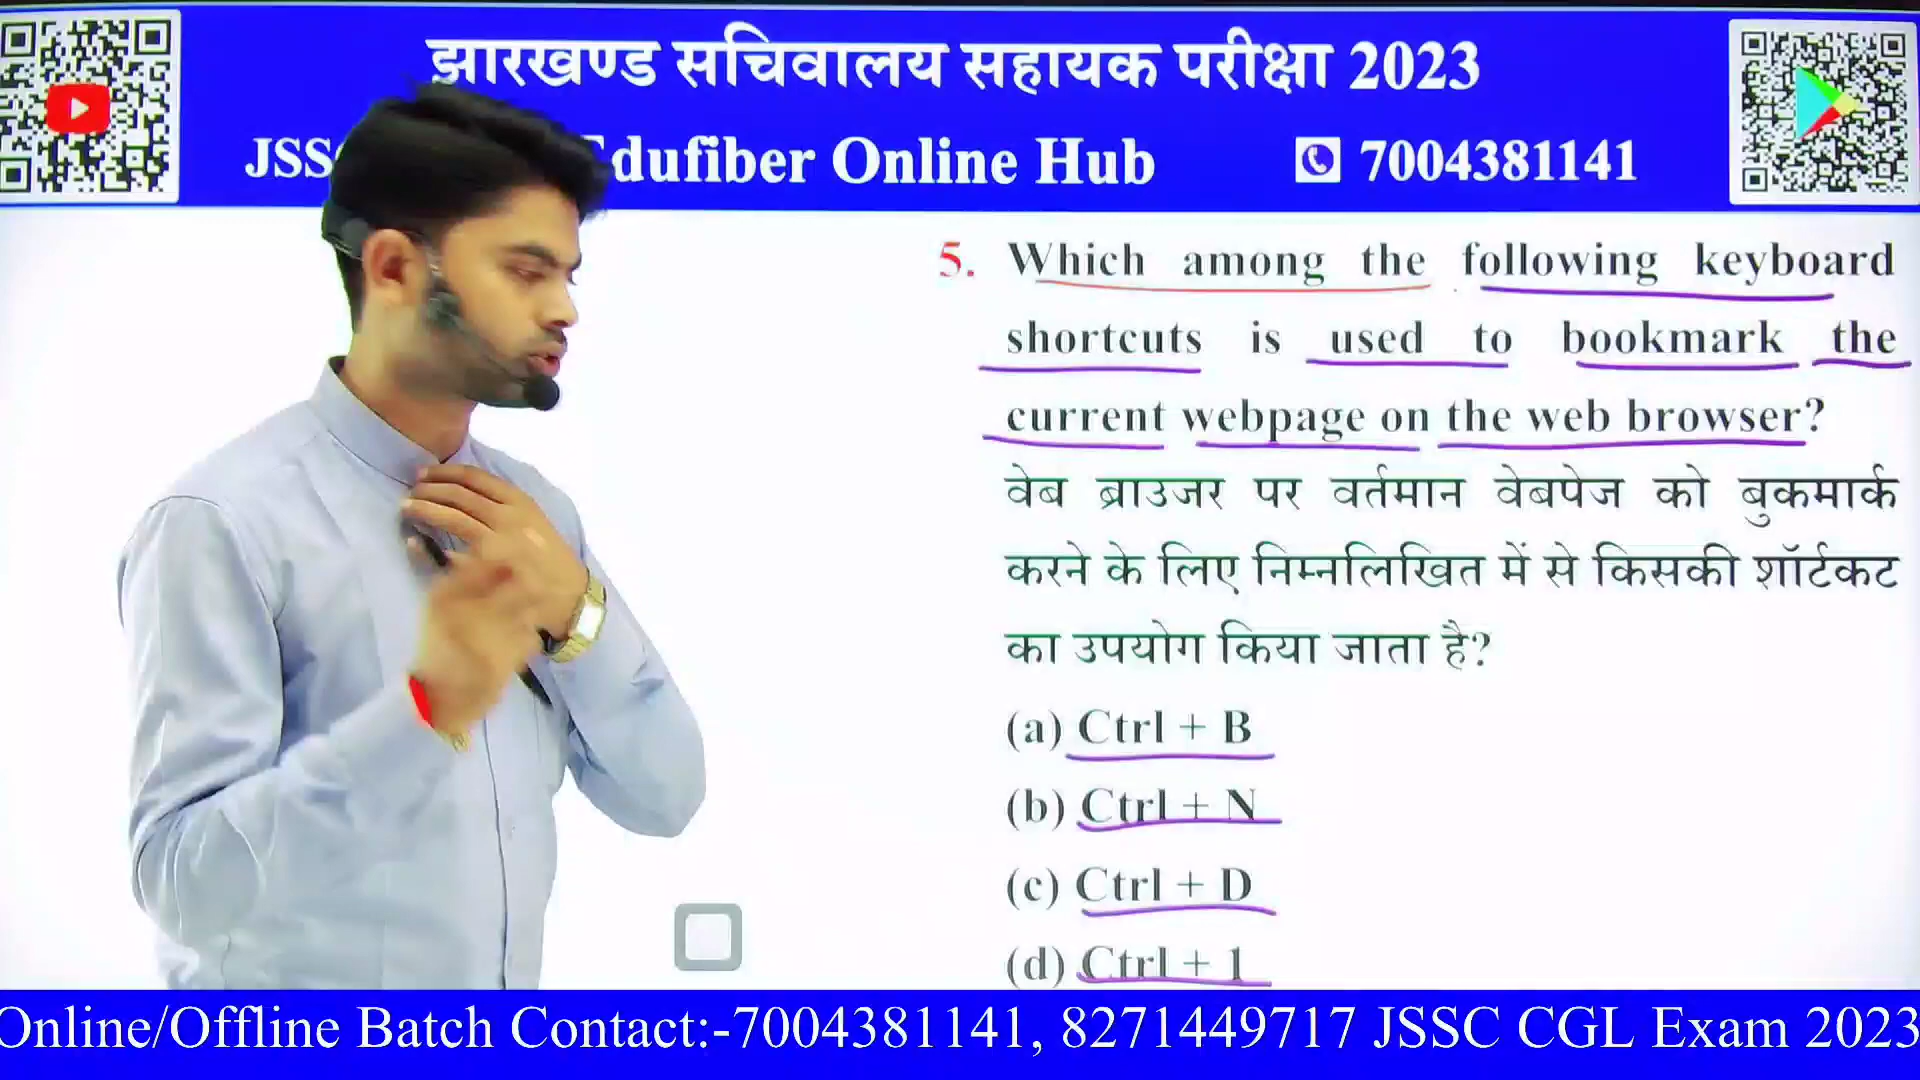 झारखण्ड सचिवालय सहायक परीक्षा 2023
Edufiber Online Hub
7004381141
5. Which among the following keyboard
shortcuts is used to bookmark the
current webpage on the web browser?
वेब ब्राउजर पर वर्तमान वेबपेज को बुकमार्क
करने के लिए निम्नलिखित में से किसकी शॉर्टकट
का उपयोग किया जाता है?
(a) Ctrl + B
(b) Ctrl + N
(c) Ctrl + D
(d) Ctrl + 1
Online/Offline Batch Contact:-7004381141, 8271449717 JSSC CGL Exam 2023